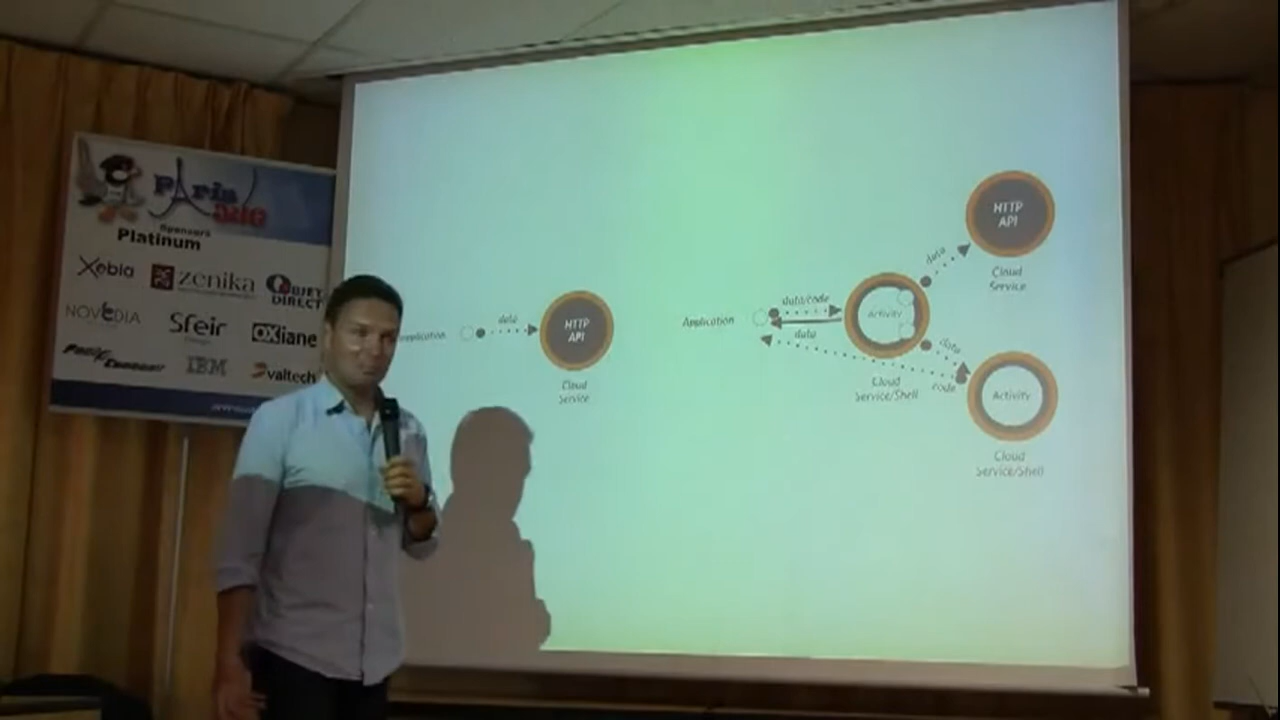 Paris
JUG
Sponsors
Platinum
Xebia
zenika
OBJET
DIRECT
NOVEDIA
Sfeir
OXiane
IBM
valtech
Application
data
HTTP
API
Cloud
Service
Application
data/code
data
Activity
Cloud
Service/Shell
data
HTTP
API
Cloud
Service
data
code
Activity
Cloud
Service/Shell